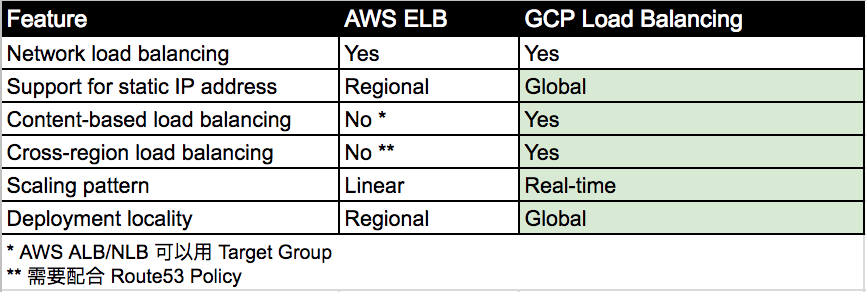 Feature AWS ELB GCP Load Balancing
Network load balancing Yes Yes
Support for static IP address Regional Global
Content-based load balancing No * Yes
Cross-region load balancing No ** Yes
Scaling pattern Linear Real-time
Deployment locality Regional Global
* AWS ALB/NLB 可以用 Target Group
** 需要配合 Route53 Policy